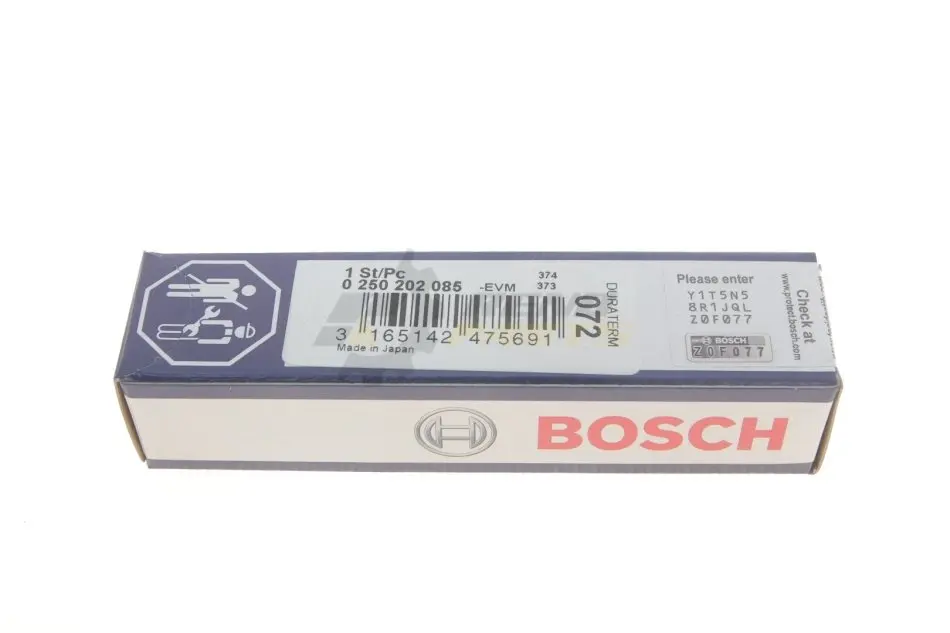 1 St/Pc
0 250 202 085
-EVM
374
373
3 165142 475691
Made in Japan
072
DURATERM
Please enter
Y1T5N5
8R1JQL
Z0F077
BOSCH
Z0F077
Check at
www.protect.bosch.com
BOSCH